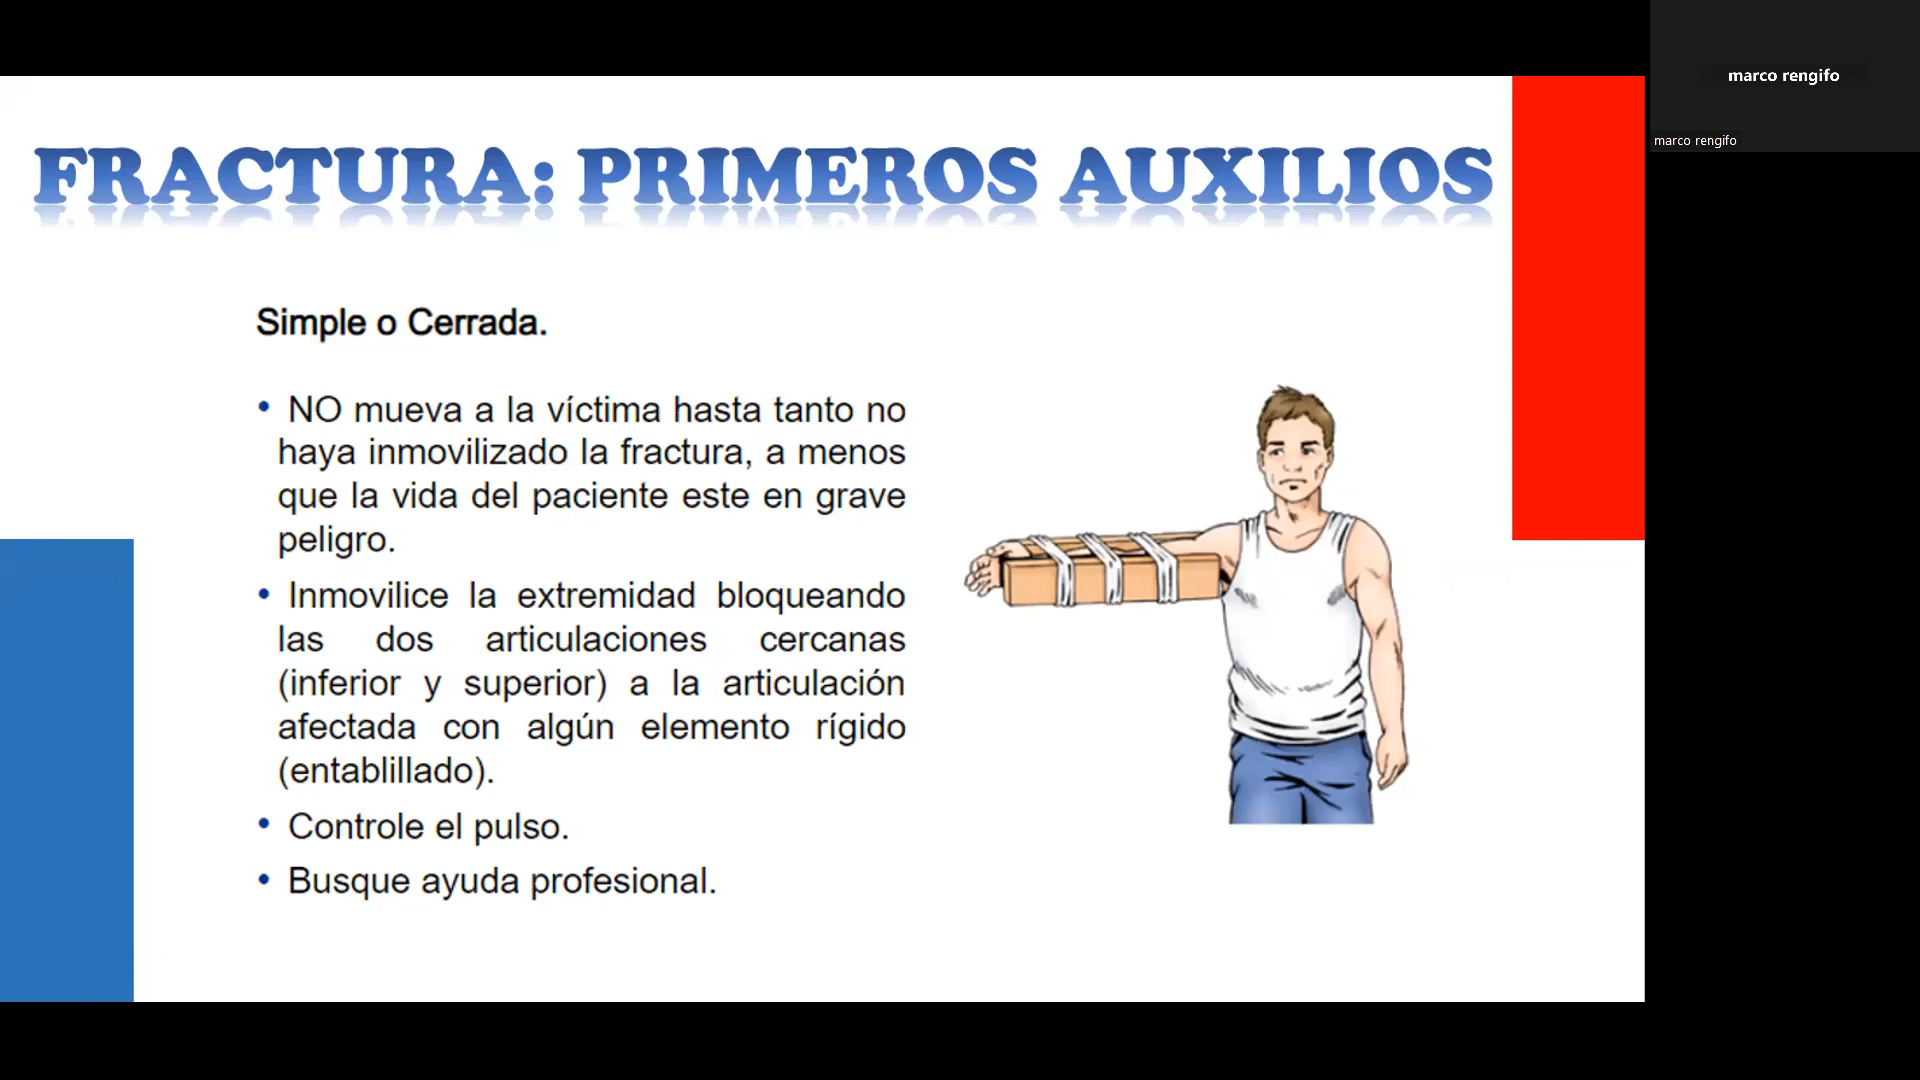 FRACTURA: PRIMEROS AUXILIOS
Simple o Cerrada.
• NO mueva a la víctima hasta tanto no
haya inmovilizado la fractura, a menos
que la vida del paciente este en grave
peligro.
• Inmovilice la extremidad bloqueando
las dos articulaciones cercanas
(inferior y superior) a la articulación
afectada con algún elemento rígido
(entablillado).
• Controle el pulso.
• Busque ayuda profesional.
marco rengifo
marco rengifo